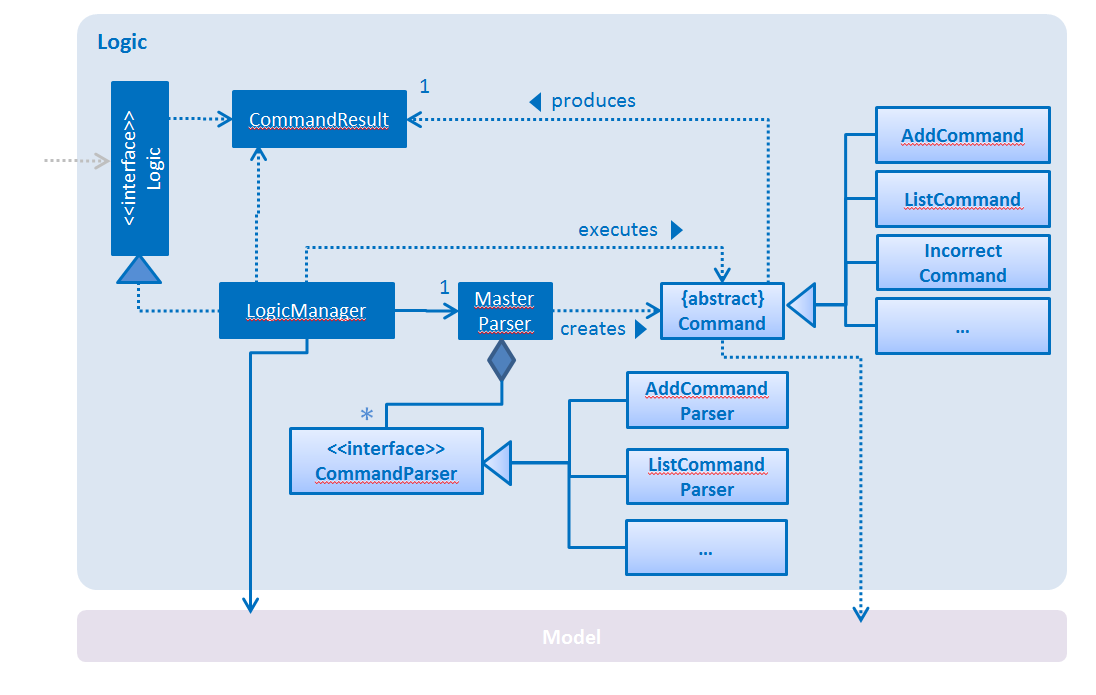 Logic
<<interface>>
Logic
CommandResult
1
produces
AddCommand
ListCommand
Incorrect
Command
...
executes
LogicManager
1
Master
Parser
creates
{abstract}
Command
*
<<interface>>
CommandParser
AddCommand
Parser
ListCommand
Parser
...
Model